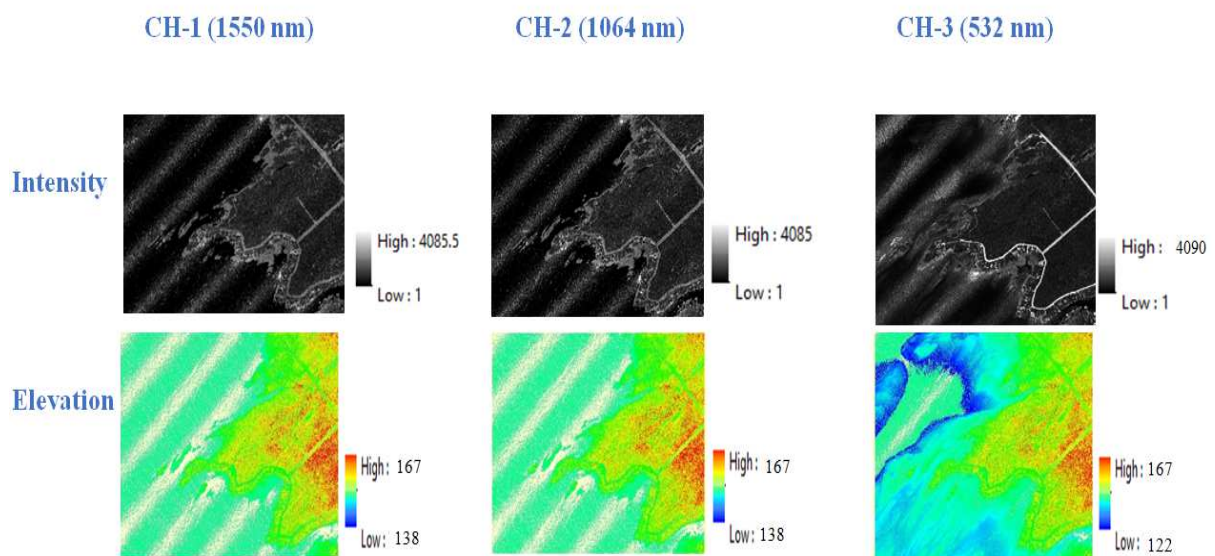 CH-1 (1550 nm)
CH-2 (1064 nm)
CH-3 (532 nm)
Intensity
High : 4085.5
Low : 1
High : 4085
Low : 1
High : 4090
Low : 1
Elevation
High : 167
Low : 138
High : 167
Low : 138
High : 167
Low : 122